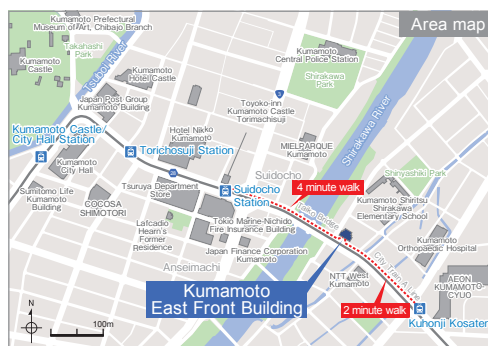 Area map
Kumamoto Prefectural
Museum of Art, Chibajo Branch
Takahashi
Park
Tsuboi River
Kumamoto
Castle
Kumamoto
Hotel Castle
Kumamoto
Central Police Station
Shirakawa
Park
Japan Post Group
Kumamoto Building
Toyoko-inn
Kumamoto Castle
Torimachisuji
Shirakawa River
Kumamoto Castle/
City Hall Station
Hotel Nikko
Kumamoto
Torichosuji Station
MIELPARQUE
Kumamoto
Shinyashiki Park
Kumamoto
City Hall
Suidocho
4 minute walk
Sumitomo Life
Kumamoto
Building
COCOSA
SHIMOTORI
Tsuruya Department
Store
Suidocho
Station
Kumamoto Shiritsu
Shirakawa
Elementary/School
Lafcadio
Hearn's
Former
Residence
Tokio Marine-Nichido
Fire Insurance Building
Taiko Bridge
Kumamoto
Orthopaedic Hospital
Japan Finance Corporation
Kumamoto
Anseimachi
City Train A Line
NTT West
Kumamoto
AEON
KUMAMOTO
CYUO
Kumamoto
East Front Building
2 minute walk
Kuhonji Kosaten
N
100m